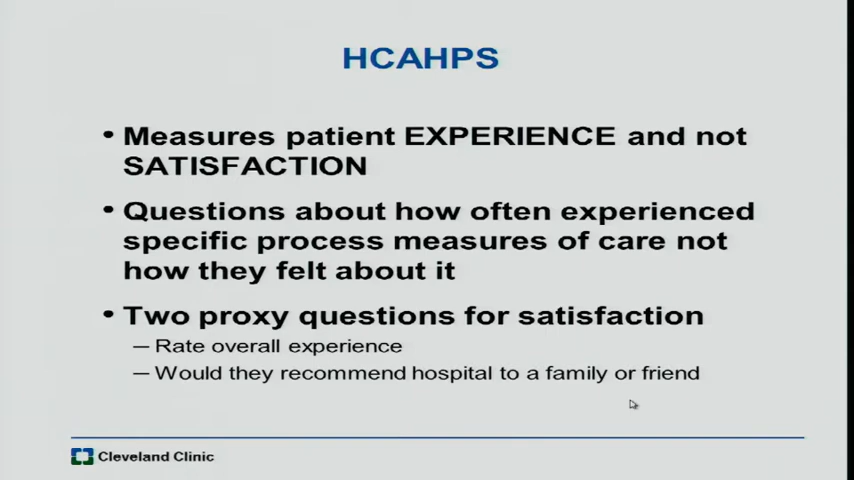 HCAHPS
• Measures patient EXPERIENCE and not
SATISFACTION
• Questions about how often experienced
specific process measures of care not
how they felt about it
• Two proxy questions for satisfaction
– Rate overall experience
– Would they recommend hospital to a family or friend
Cleveland Clinic